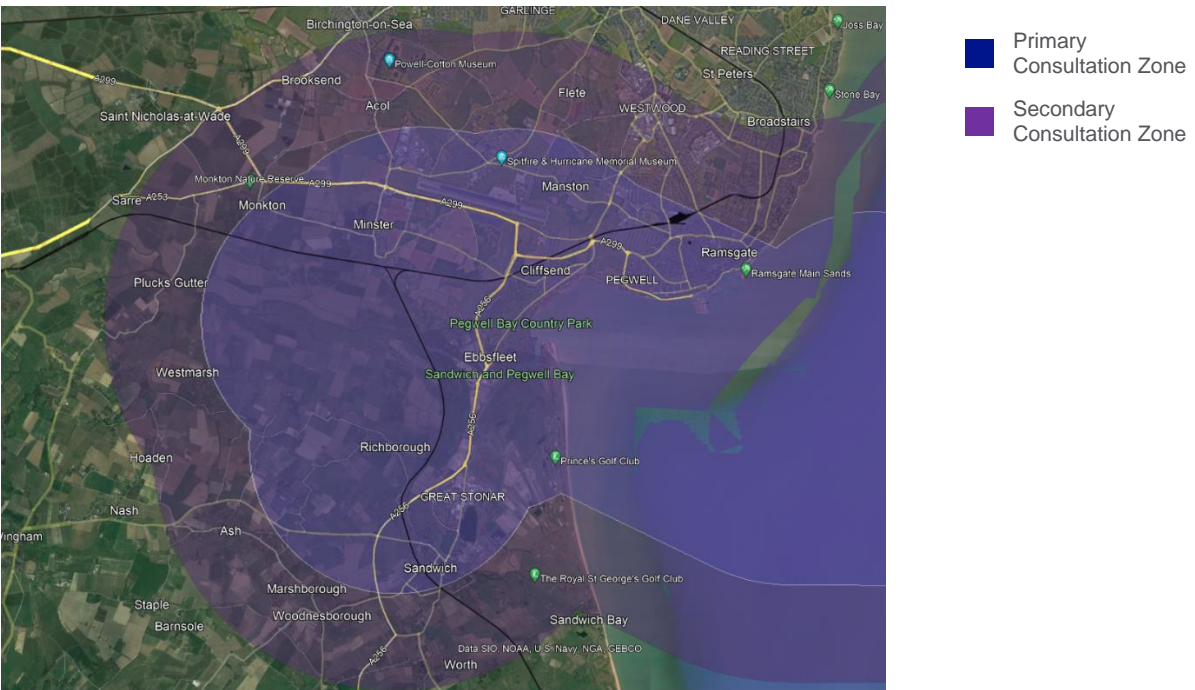 GARLINGE
Birchington-on-Sea
DANE VALLEY
Joss Bay
READING STREET
Powell-Cotton Museum
St Peters
A299
Brooksend
Flete
Stone Bay
Acol
WESTWOOD
Saint Nicholas-at-Wade
Broadstairs
A299
Spitfire & Hurricane Memorial Museum
Monkton Nature Reserve
A299
Manston
Sarre
A253
Monkton
A299
Minster
A299
Ramsgate
Cliffsend
Ramsgate Main Sands
PEGWELL
Plucks Gutter
A256
Pegwell Bay Country Park
Ebbsfleet
Westmarsh
Sandwich and Pegwell Bay
A256
Richborough
Hoaden
Prince's Golf Club
GREAT STONAR
Nash
A256
Ash
Wingham
Sandwich
The Royal St George's Golf Club
Marshborough
Staple
Woodnesborough
Sandwich Bay
Barnsole
Data SIO, NOAA, U.S. Navy, NGA, GEBCO
A256
Worth
Primary
Consultation Zone
Secondary
Consultation Zone